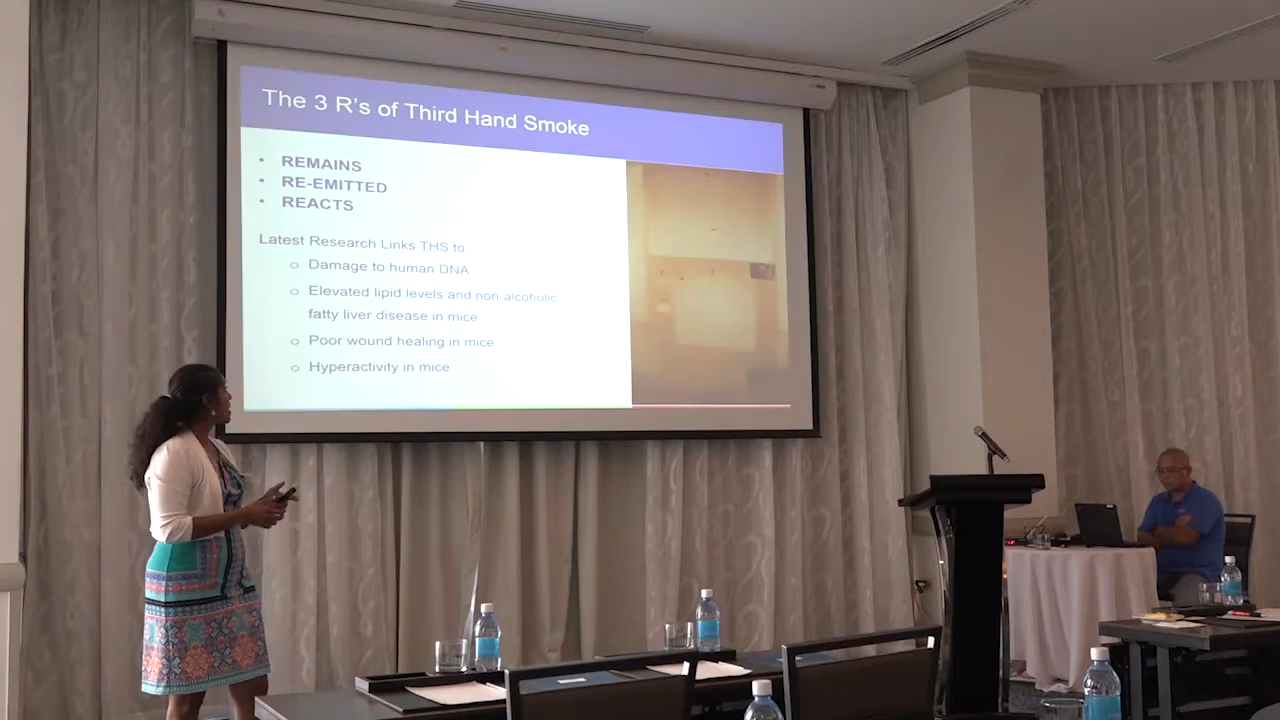 The 3 R's of Third Hand Smoke
• REMAINS
• RE-EMITTED
• REACTS
Latest Research Links THS to
o Damage to human DNA
o Elevated lipid levels and non-alcoholic
fatty liver disease in mice
o Poor wound healing in mice
o Hyperactivity in mice